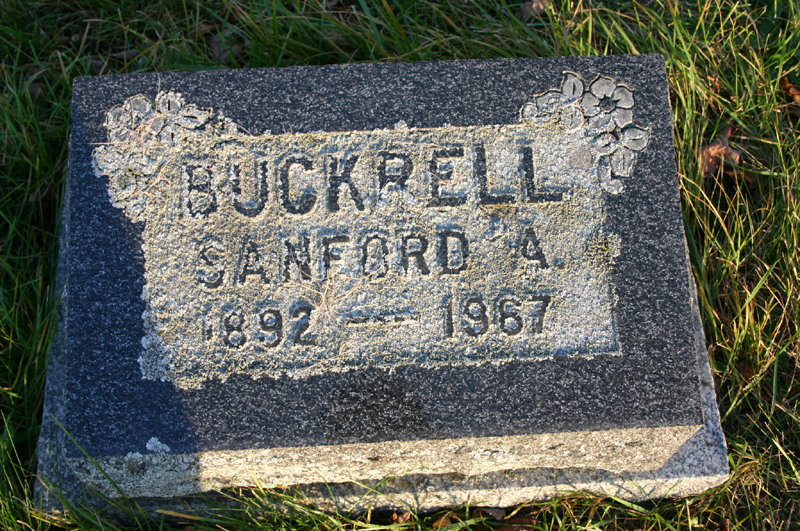 BUCKRELL
SANFORD A.
1892 — 1967